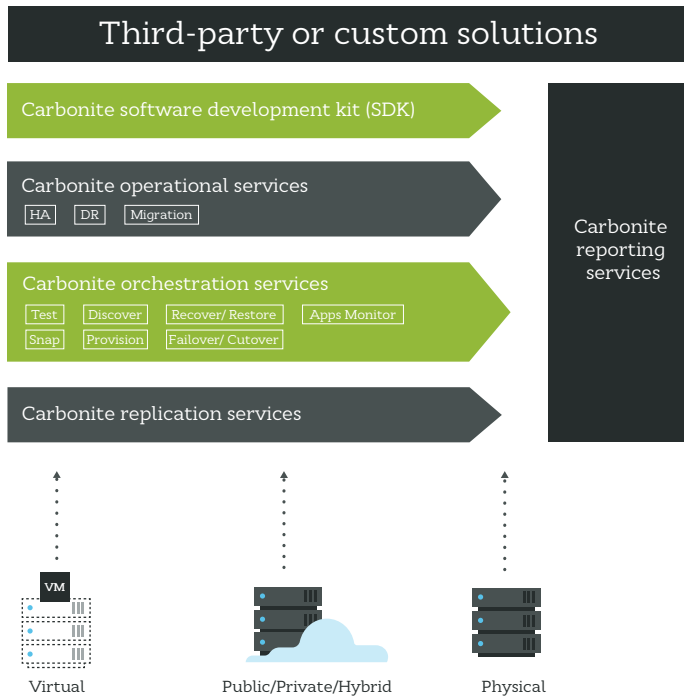 Third-party or custom solutions
Carbonite software development kit (SDK)
Carbonite operational services
HA DR Migration
Carbonite orchestration services
Test Discover Recover/ Restore Apps Monitor
Snap Provision Failover/ Cutover
Carbonite replication services
Carbonite
reporting
services
VM
Virtual Public/Private/Hybrid Physical